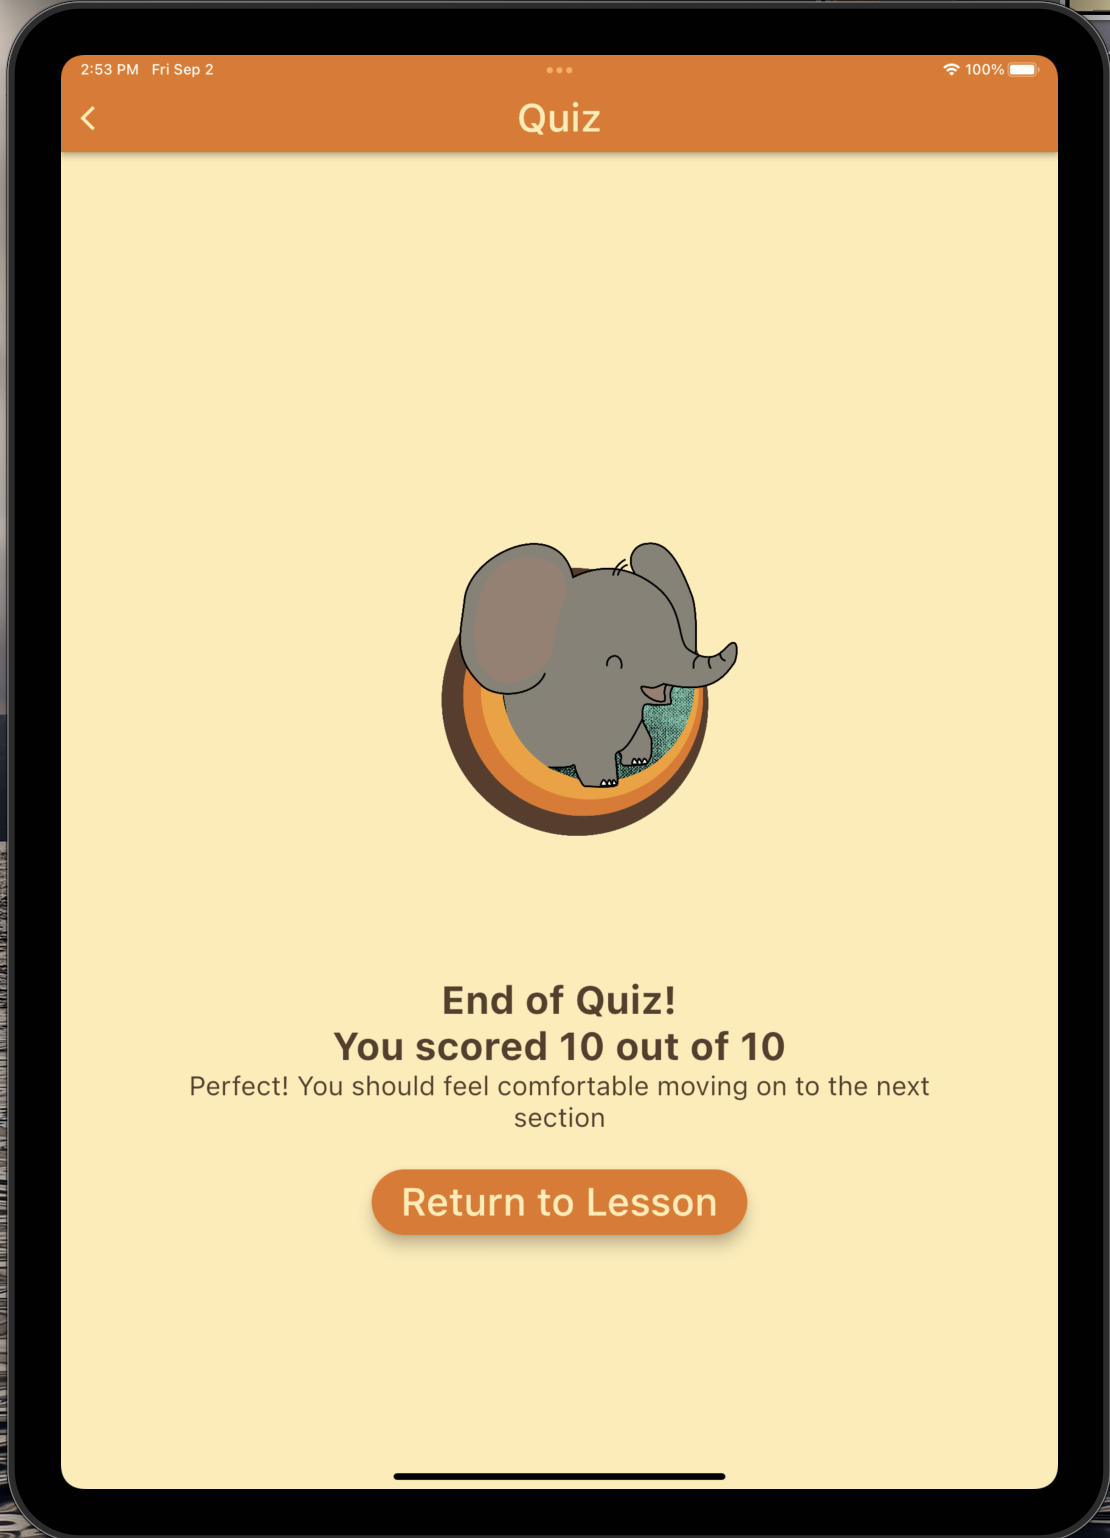 2:53 PM Fri Sep 2
100%
Quiz
End of Quiz!
You scored 10 out of 10
Perfect! You should feel comfortable moving on to the next
section
Return to Lesson